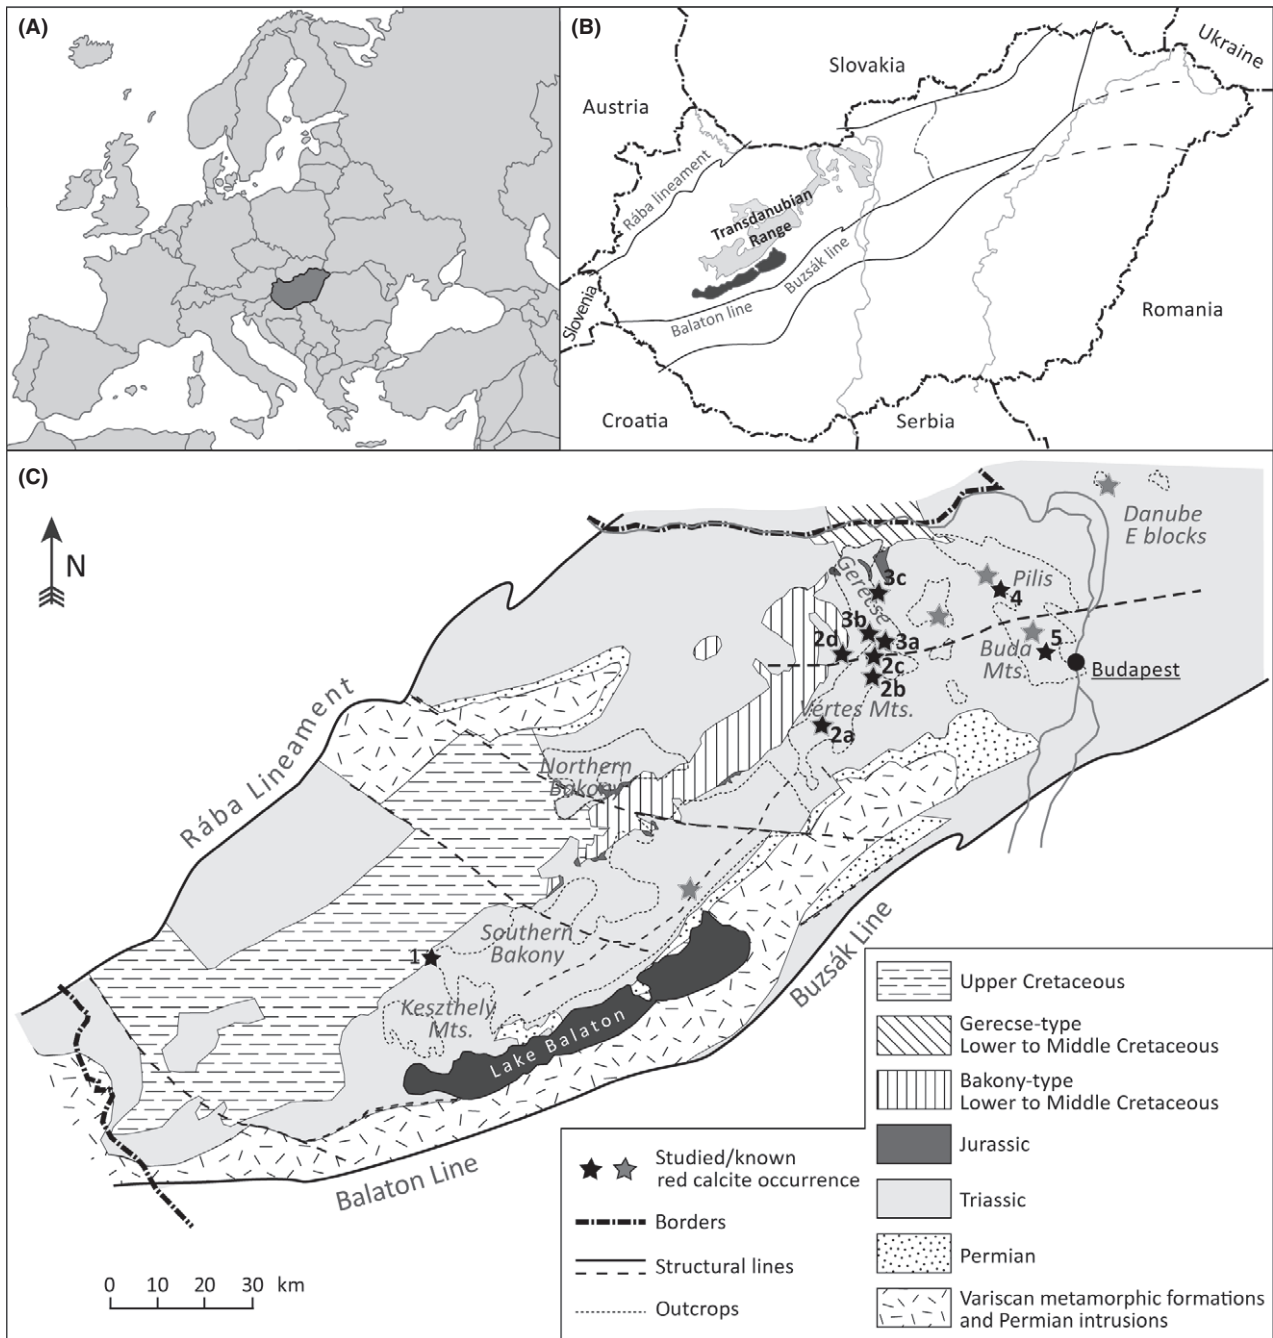 (A)
(B)
Ukraine
Slovakia
Austria
Rába lineament
Transdanubian
Range
Buzsák line
Balaton line
Slovenia
Romania
Croatia
Serbia
(C)
N
Danube
E blocks
Gerecse
3c
Pilis
4
3b
3a
2d
2c
2b
5
Buda
Mts.
Budapest
Vértes Mts.
2a
Rába Lineament
Northern
Bakony
Southern
Bakony
1
Keszthely
Mts.
Lake Balaton
Buzsák Line
Balaton Line
0 10 20 30 km
Studied/known
red calcite occurrence
Borders
Structural lines
Outcrops
Upper Cretaceous
Gerecse-type
Lower to Middle Cretaceous
Bakony-type
Lower to Middle Cretaceous
Jurassic
Triassic
Permian
Variscan metamorphic formations
and Permian intrusions